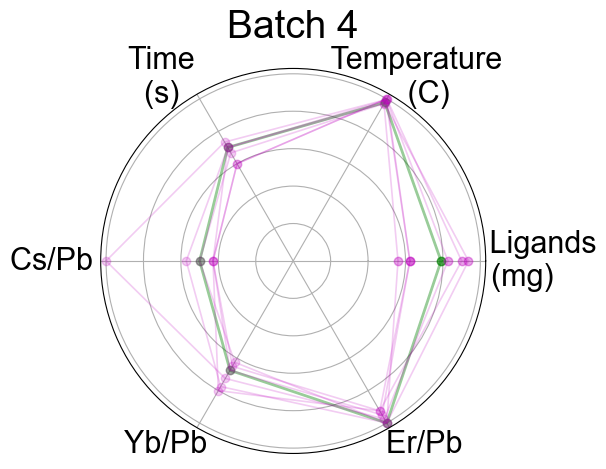 Batch 4
Time
(s)
Temperature
(C)
Cs/Pb
Ligands
(mg)
Yb/Pb
Er/Pb